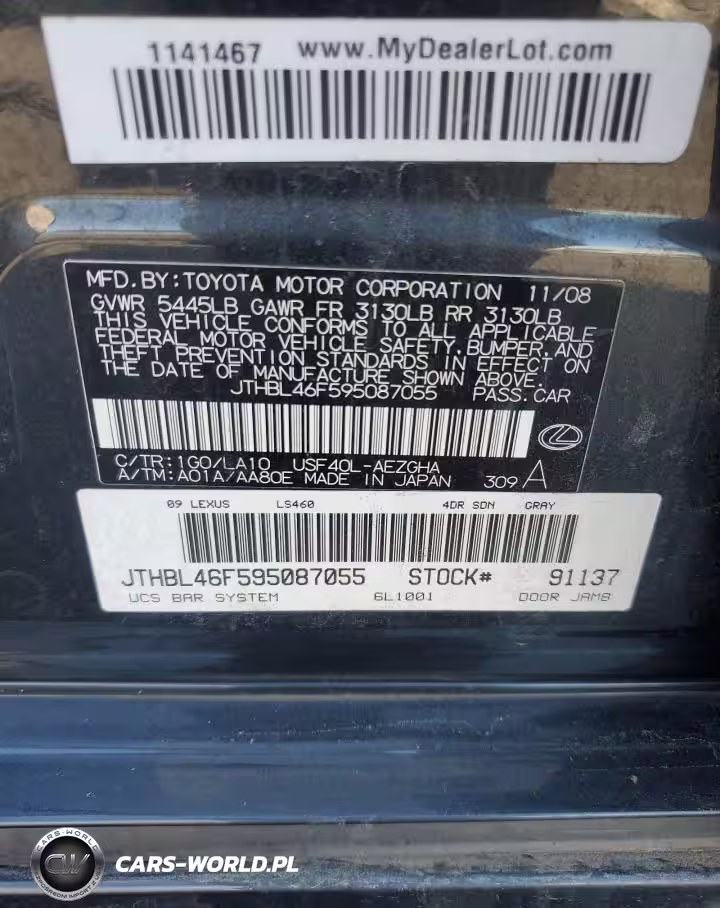 1141467 www.MyDealerLot.com
MFD. BY: TOYOTA MOTOR CORPORATION 11/08
GVWR 5445LB GAWR FR 3130LB RR 3130LB
THIS VEHICLE CONFORMS TO ALL APPLICABLE
FEDERAL MOTOR VEHICLE SAFETY, BUMPER, AND
THEFT PREVENTION STANDARDS IN EFFECT ON
THE DATE OF MANUFACTURE SHOWN ABOVE.
JTHBL46F595087055 PASS. CAR
C/TR: 1G0/LA10 USF40L-AEZGHA
A/TM: A01A/AA80E MADE IN JAPAN 309 A
09 LEXUS LS460 4DR SDN GRAY
JTHBL46F595087055 STOCK# 91137
UCS BAR SYSTEM 6L1001 DOOR JAMB
CARS-WORLD
CW
CARS-WORLD.PL